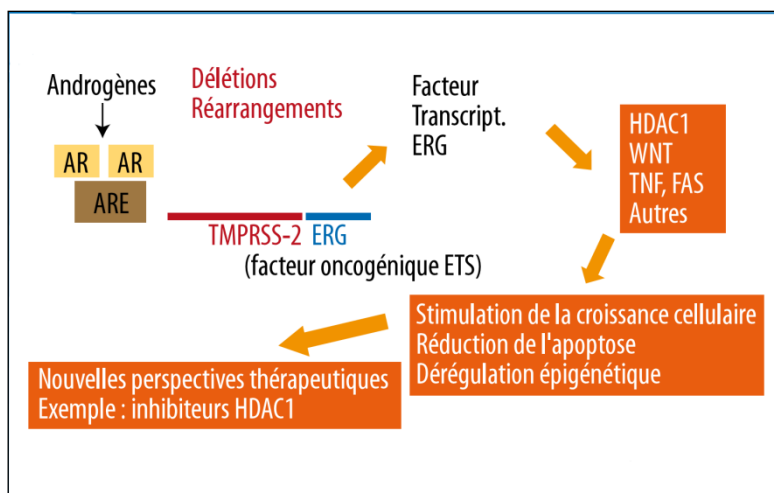 Androgènes
AR AR
ARE
Délétions
Réarrangements
TMPRSS-2 ERG
(facteur oncogénique ETS)
Facteur
Transcript.
ERG
HDAC1
WNT
TNF, FAS
Autres
Stimulation de la croissance cellulaire
Réduction de l'apoptose
Dérégulation épigénétique
Nouvelles perspectives thérapeutiques
Exemple : inhibiteurs HDAC1